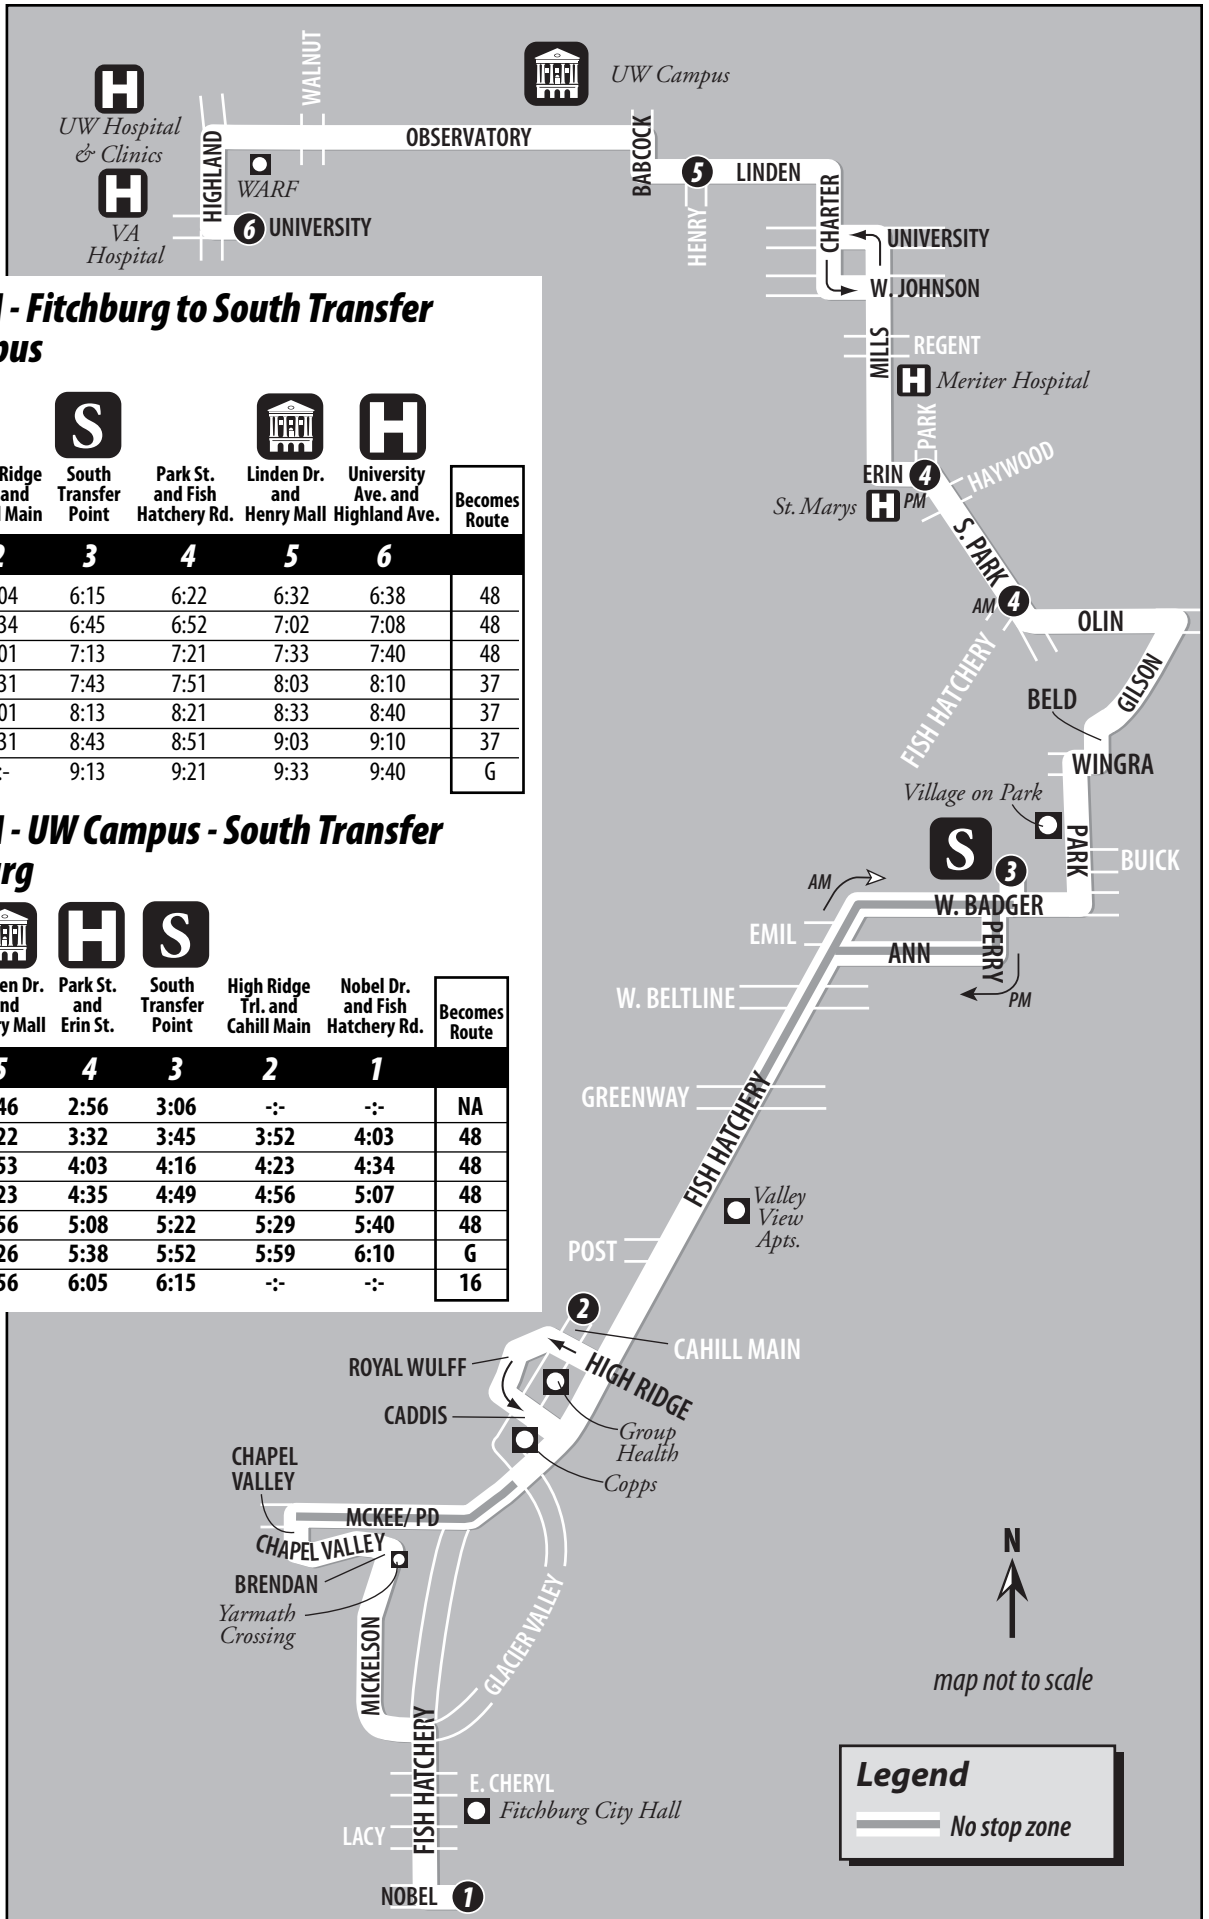 UW Campus
UW Hospital
& Clinics
WALNUT
OBSERVATORY
HIGHLAND
WARF
VA
Hospital
6 UNIVERSITY
BABCOCK
5 LINDEN
HENRY
CHARTER
UNIVERSITY
W. JOHNSON
MILLS
REGENT
H Meriter Hospital
PARK
ERIN 4
PM
HAYWOOD
St. Marys H
S. PARK
AM 4
OLIN
FISH HATCHERY
GILSON
BELD
WINGRA
Village on Park
PARK
BUICK
S 3
AM
W. BADGER
EMIL
ANN
PERRY
PM
W. BELTLINE
GREENWAY
FISH HATCHERY
Valley
View
Apts.
POST
2
CAHILL MAIN
ROYAL WULFF
HIGH RIDGE
CADDIS
Group
Health
Copps
CHAPEL
VALLEY
MCKEE/ PD
CHAPEL VALLEY
BRENDAN
Yarmath
Crossing
MICKELSON
GLACIER VALLEY
FISH HATCHERY
E. CHERYL
Fitchburg City Hall
LACY
NOBEL 1
N
map not to scale
Legend
No stop zone
- Fitchburg to South Transfer
S H
Ridge South Park St. Linden Dr. University
and Transfer and Fish and Ave. and Becomes
Main Point Hatchery Rd. Henry Mall Highland Ave. Route
3 4 5 6
04 6:15 6:22 6:32 6:38 48
34 6:45 6:52 7:02 7:08 48
01 7:13 7:21 7:33 7:40 48
31 7:43 7:51 8:03 8:10 37
01 8:13 8:21 8:33 8:40 37
31 8:43 8:51 9:03 9:10 37
:- 9:13 9:21 9:33 9:40 G
- UW Campus - South Transfer
H S
en Dr. Park St. South High Ridge Nobel Dr.
nd and Transfer Trl. and and Fish Becomes
y Mall Erin St. Point Cahill Main Hatchery Rd. Route
4 3 2 1
46 2:56 3:06 -:- -:- NA
22 3:32 3:45 3:52 4:03 48
53 4:03 4:16 4:23 4:34 48
23 4:35 4:49 4:56 5:07 48
56 5:08 5:22 5:29 5:40 48
26 5:38 5:52 5:59 6:10 G
56 6:05 6:15 -:- -:- 16